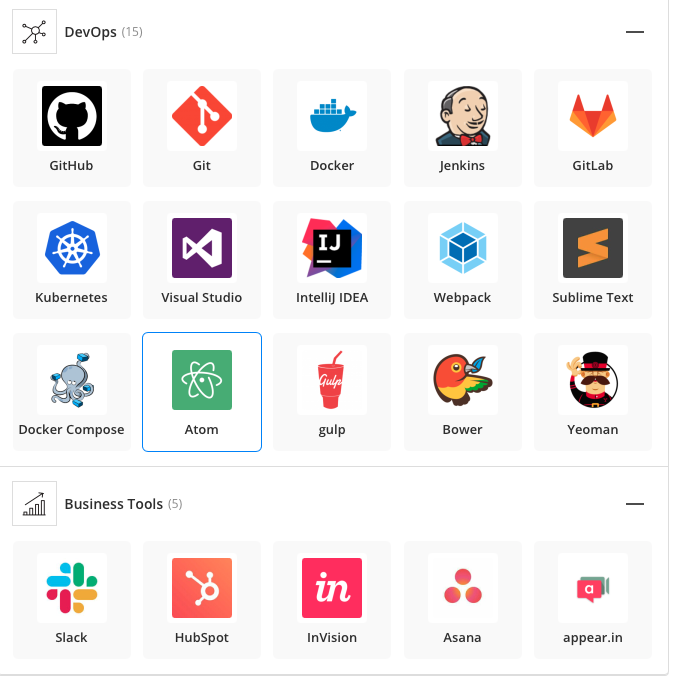 DevOps (15)
GitHub Git Docker Jenkins GitLab
IJ
Kubernetes Visual Studio IntelliJ IDEA Webpack Sublime Text
Gulp
Docker Compose Atom gulp Bower Yeoman
Business Tools (5)
in a
Slack HubSpot InVision Asana appear.in